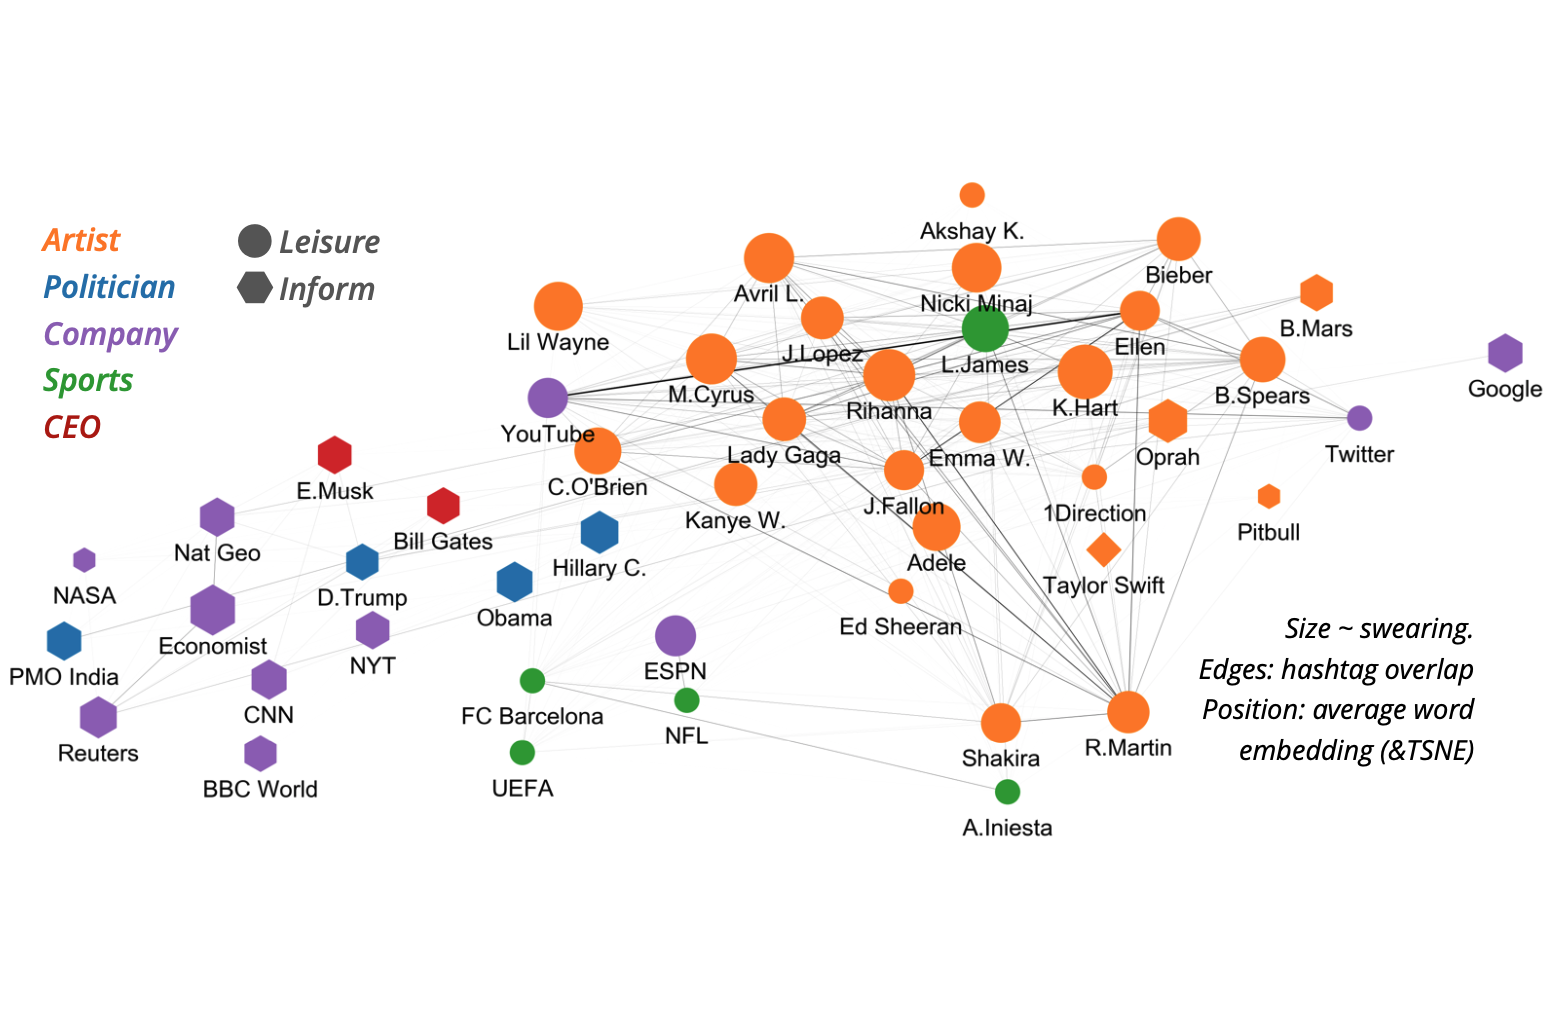 Artist
Politician
Company
Sports
CEO
Leisure
Inform
Akshay K.
Bieber
Avril L.
Nicki Minaj
B.Mars
Lil Wayne
J.Lopez
Ellen
L.James
Google
M.Cyrus
Rihanna
K.Hart
B.Spears
YouTube
Lady Gaga
Emma W.
Oprah
Twitter
E.Musk
C.O'Brien
J.Fallon
1Direction
Kanye W.
Pitbull
Bill Gates
Nat Geo
Hillary C.
Adele
Taylor Swift
NASA
D.Trump
Obama
Ed Sheeran
Economist
PMO India
NYT
ESPN
CNN
FC Barcelona
NFL
Reuters
Shakira
R.Martin
BBC World
UEFA
A.Iniesta
Size ~ swearing.
Edges: hashtag overlap
Position: average word
embedding (&TSNE)